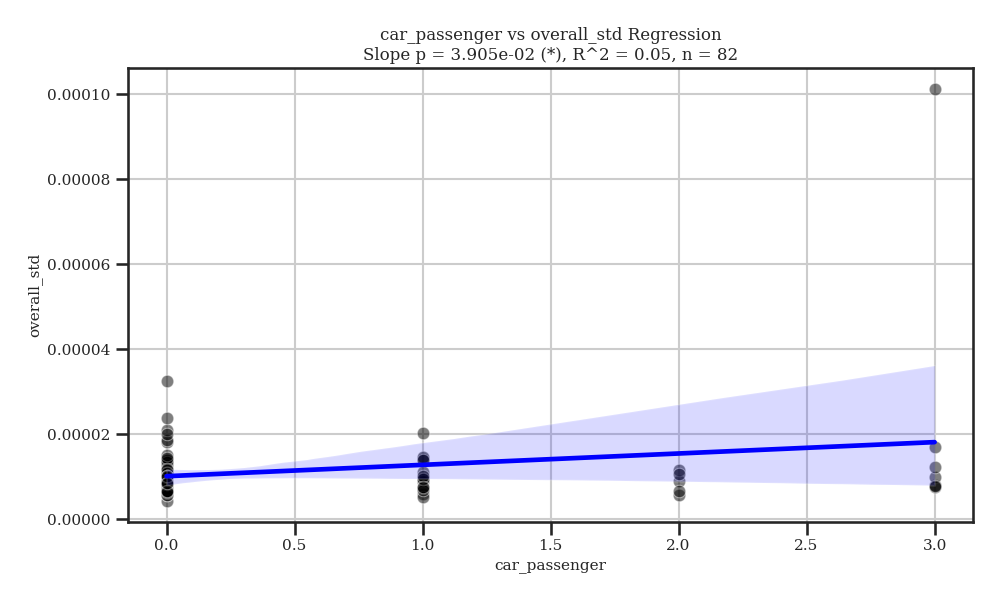 car_passenger vs overall_std Regression
Slope p = 3.905e-02 (*), R^2 = 0.05, n = 82
0.00010
0.00008
0.00006
0.00004
0.00002
0.00000
overall_std
0.0 0.5 1.0 1.5 2.0 2.5 3.0
car_passenger